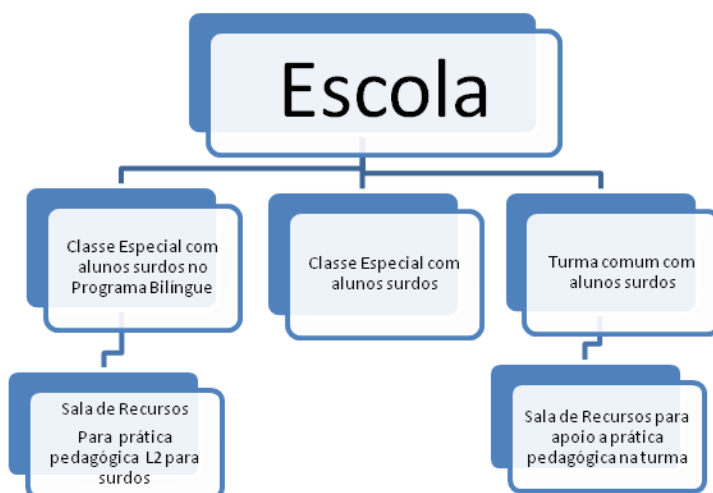 Escola
Classe Especial com
alunos surdos no
Programa Bilíngue
Classe Especial com
alunos surdos
Turma comum com
alunos surdos
Sala de Recursos
Para prática
pedagógica L2 para
surdos
Sala de Recursos para
apoio a prática
pedagógica na turma